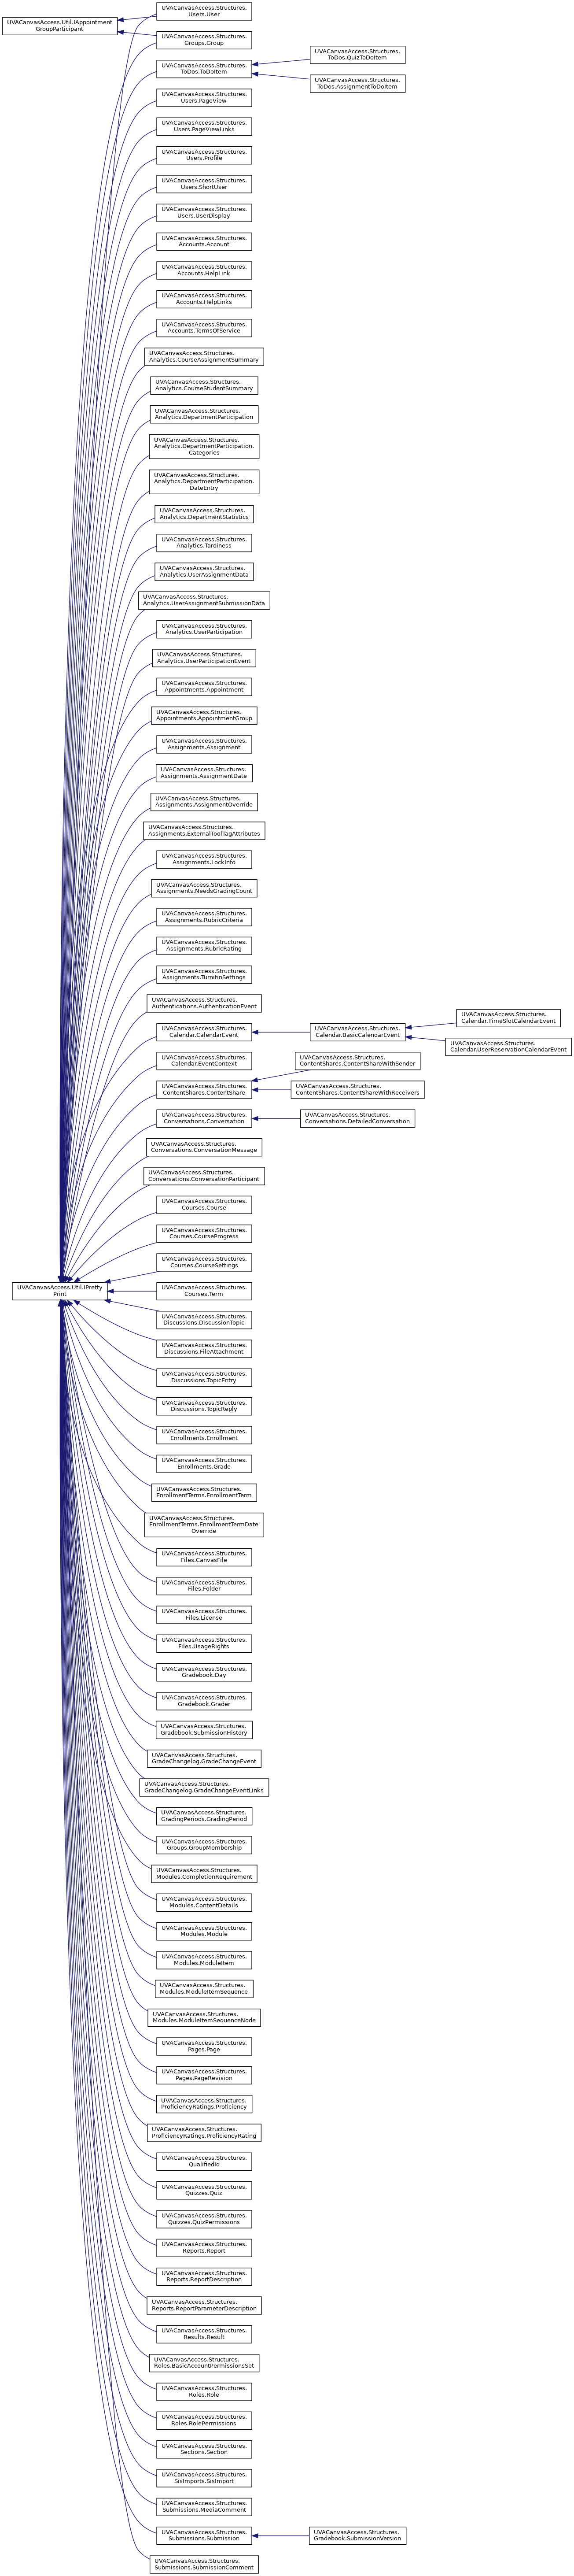 UVACanvasAccess.Util.IAppointment
GroupParticipant
UVACanvasAccess.Structures.
Users.User
UVACanvasAccess.Structures.
Groups.Group
UVACanvasAccess.Structures.
ToDos.ToDoItem
UVACanvasAccess.Structures.
ToDos.QuizToDoItem
UVACanvasAccess.Structures.
ToDos.AssignmentToDoItem
UVACanvasAccess.Structures.
Users.PageView
UVACanvasAccess.Structures.
Users.PageViewLinks
UVACanvasAccess.Structures.
Users.Profile
UVACanvasAccess.Structures.
Users.ShortUser
UVACanvasAccess.Structures.
Users.UserDisplay
UVACanvasAccess.Structures.
Accounts.Account
UVACanvasAccess.Structures.
Accounts.HelpLink
UVACanvasAccess.Structures.
Accounts.HelpLinks
UVACanvasAccess.Structures.
Accounts.TermsOfService
UVACanvasAccess.Structures.
Analytics.CourseAssignmentSummary
UVACanvasAccess.Structures.
Analytics.CourseStudentSummary
UVACanvasAccess.Structures.
Analytics.DepartmentParticipation
UVACanvasAccess.Structures.
Analytics.DepartmentParticipation.
Categories
UVACanvasAccess.Structures.
Analytics.DepartmentParticipation.
DateEntry
UVACanvasAccess.Structures.
Analytics.DepartmentStatistics
UVACanvasAccess.Structures.
Analytics.Tardiness
UVACanvasAccess.Structures.
Analytics.UserAssignmentData
UVACanvasAccess.Structures.
Analytics.UserAssignmentSubmissionData
UVACanvasAccess.Structures.
Analytics.UserParticipation
UVACanvasAccess.Structures.
Analytics.UserParticipationEvent
UVACanvasAccess.Structures.
Appointments.Appointment
UVACanvasAccess.Structures.
Appointments.AppointmentGroup
UVACanvasAccess.Structures.
Assignments.Assignment
UVACanvasAccess.Structures.
Assignments.AssignmentDate
UVACanvasAccess.Structures.
Assignments.AssignmentOverride
UVACanvasAccess.Structures.
Assignments.ExternalToolTagAttributes
UVACanvasAccess.Structures.
Assignments.LockInfo
UVACanvasAccess.Structures.
Assignments.NeedsGradingCount
UVACanvasAccess.Structures.
Assignments.RubricCriteria
UVACanvasAccess.Structures.
Assignments.RubricRating
UVACanvasAccess.Structures.
Assignments.TurnitinSettings
UVACanvasAccess.Structures.
Authentications.AuthenticationEvent
UVACanvasAccess.Structures.
Calendar.CalendarEvent
UVACanvasAccess.Structures.
Calendar.BasicCalendarEvent
UVACanvasAccess.Structures.
Calendar.TimeSlotCalendarEvent
UVACanvasAccess.Structures.
Calendar.UserReservationCalendarEvent
UVACanvasAccess.Structures.
Calendar.EventContext
UVACanvasAccess.Structures.
ContentShares.ContentShareWithSender
UVACanvasAccess.Structures.
ContentShares.ContentShare
UVACanvasAccess.Structures.
ContentShares.ContentShareWithReceivers
UVACanvasAccess.Structures.
Conversations.Conversation
UVACanvasAccess.Structures.
Conversations.DetailedConversation
UVACanvasAccess.Structures.
Conversations.ConversationMessage
UVACanvasAccess.Structures.
Conversations.ConversationParticipant
UVACanvasAccess.Structures.
Courses.Course
UVACanvasAccess.Structures.
Courses.CourseProgress
UVACanvasAccess.Structures.
Courses.CourseSettings
UVACanvasAccess.Util.IPretty
Print
UVACanvasAccess.Structures.
Courses.Term
UVACanvasAccess.Structures.
Discussions.DiscussionTopic
UVACanvasAccess.Structures.
Discussions.FileAttachment
UVACanvasAccess.Structures.
Discussions.TopicEntry
UVACanvasAccess.Structures.
Discussions.TopicReply
UVACanvasAccess.Structures.
Enrollments.Enrollment
UVACanvasAccess.Structures.
Enrollments.Grade
UVACanvasAccess.Structures.
EnrollmentTerms.EnrollmentTerm
UVACanvasAccess.Structures.
EnrollmentTerms.EnrollmentTermDate
Override
UVACanvasAccess.Structures.
Files.CanvasFile
UVACanvasAccess.Structures.
Files.Folder
UVACanvasAccess.Structures.
Files.License
UVACanvasAccess.Structures.
Files.UsageRights
UVACanvasAccess.Structures.
Gradebook.Day
UVACanvasAccess.Structures.
Gradebook.Grader
UVACanvasAccess.Structures.
Gradebook.SubmissionHistory
UVACanvasAccess.Structures.
GradeChangelog.GradeChangeEvent
UVACanvasAccess.Structures.
GradeChangelog.GradeChangeEventLinks
UVACanvasAccess.Structures.
GradingPeriods.GradingPeriod
UVACanvasAccess.Structures.
Groups.GroupMembership
UVACanvasAccess.Structures.
Modules.CompletionRequirement
UVACanvasAccess.Structures.
Modules.ContentDetails
UVACanvasAccess.Structures.
Modules.Module
UVACanvasAccess.Structures.
Modules.ModuleItem
UVACanvasAccess.Structures.
Modules.ModuleItemSequence
UVACanvasAccess.Structures.
Modules.ModuleItemSequenceNode
UVACanvasAccess.Structures.
Pages.Page
UVACanvasAccess.Structures.
Pages.PageRevision
UVACanvasAccess.Structures.
ProficiencyRatings.Proficiency
UVACanvasAccess.Structures.
ProficiencyRatings.ProficiencyRating
UVACanvasAccess.Structures.
QualifiedId
UVACanvasAccess.Structures.
Quizzes.Quiz
UVACanvasAccess.Structures.
Quizzes.QuizPermissions
UVACanvasAccess.Structures.
Reports.Report
UVACanvasAccess.Structures.
Reports.ReportDescription
UVACanvasAccess.Structures.
Reports.ReportParameterDescription
UVACanvasAccess.Structures.
Results.Result
UVACanvasAccess.Structures.
Roles.BasicAccountPermissionsSet
UVACanvasAccess.Structures.
Roles.Role
UVACanvasAccess.Structures.
Roles.RolePermissions
UVACanvasAccess.Structures.
Sections.Section
UVACanvasAccess.Structures.
SisImports.SisImport
UVACanvasAccess.Structures.
Submissions.MediaComment
UVACanvasAccess.Structures.
Submissions.Submission
UVACanvasAccess.Structures.
Gradebook.SubmissionVersion
UVACanvasAccess.Structures.
Submissions.SubmissionComment